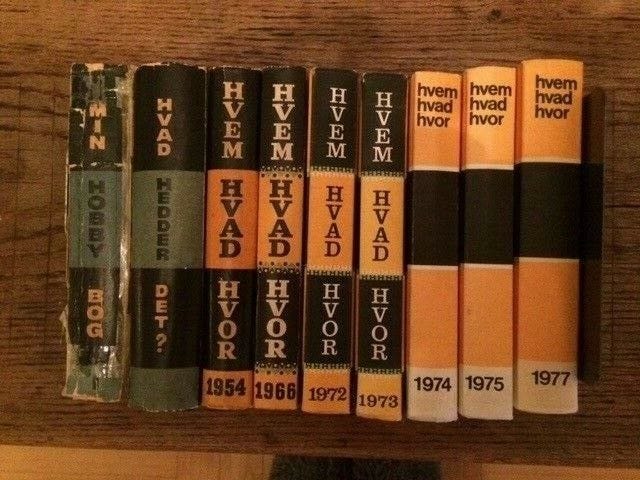 MIN
HOBBY
BOG
HVAD
HEDDER
DET?
HVEM
HVAD
HVOR
1954
HVEM
HVAD
HVOR
1966
HVEM
HVAD
HVOR
1972
HVEM
HVAD
HVOR
1973
hvem
hvad
hvor
1974
hvem
hvad
hvor
1975
hvem
hvad
hvor
1977